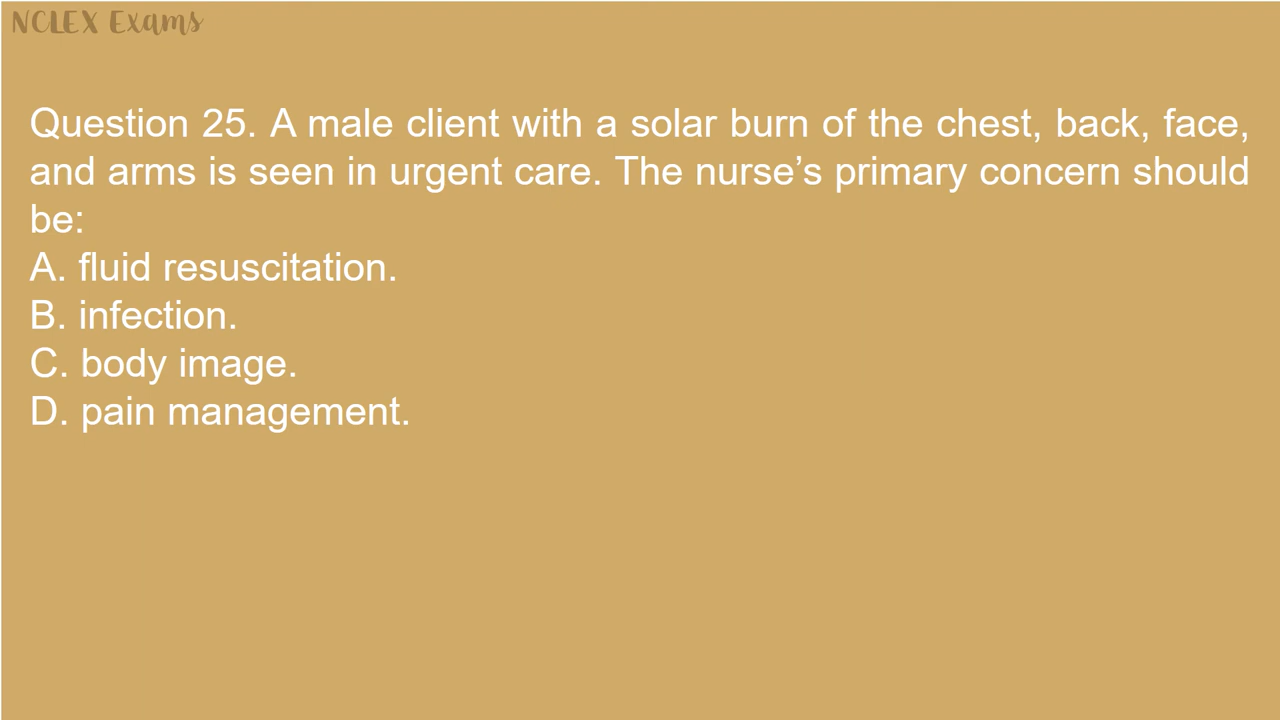 NCLEX Exams
Question 25. A male client with a solar burn of the chest, back, face,
and arms is seen in urgent care. The nurse’s primary concern should
be:
A. fluid resuscitation.
B. infection.
C. body image.
D. pain management.